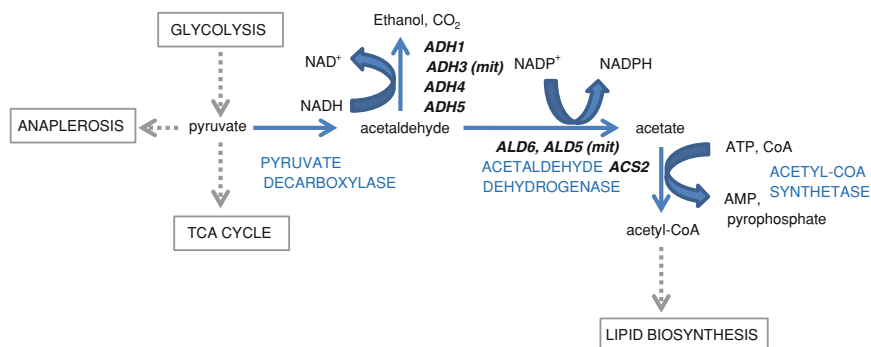 GLYCOLYSIS
Ethanol, CO2
ADH1
ADH3 (mit)
ADH4
ADH5
NAD+
NADH
NADP+
NADPH
ANAPLEROSIS
pyruvate
acetaldehyde
acetate
PYRUVATE
DECARBOXYLASE
ALD6, ALD5 (mit)
ACETALDEHYDE
DEHYDROGENASE
ACS2
ATP, CoA
ACETYL-COA
SYNTHETASE
AMP,
pyrophosphate
TCA CYCLE
acetyl-CoA
LIPID BIOSYNTHESIS